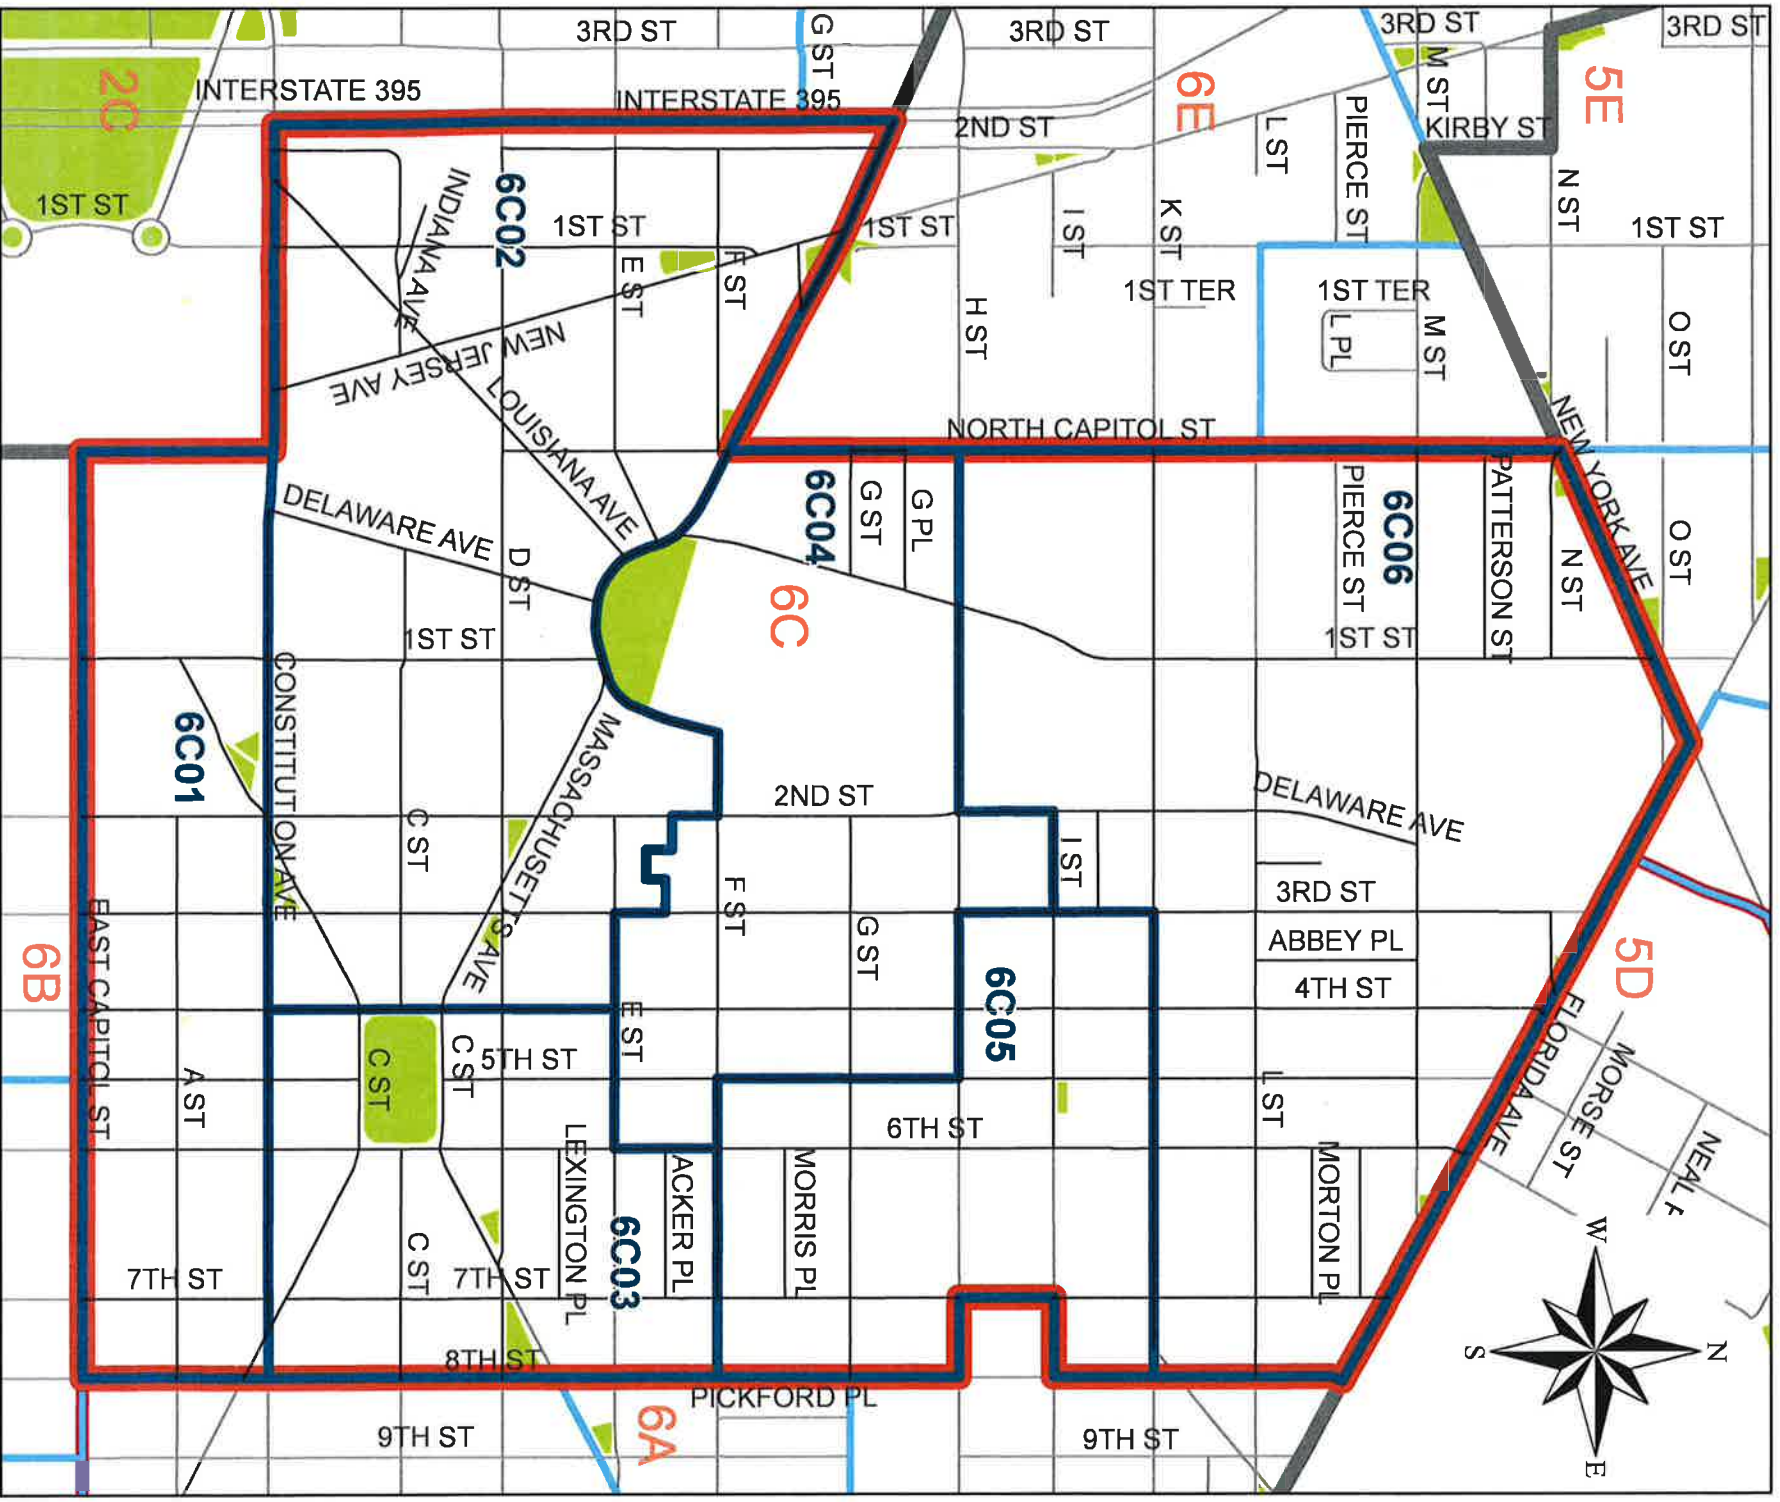 3RD ST
G ST
3RD ST
3RD ST
3RD ST
2C
INTERSTATE 395
INTERSTATE 395
6E
M ST
5E
2ND ST
L ST
PIERCE ST
KIRBY ST
1ST ST
INDIANA AVE
6C02
1ST ST
1ST ST
I ST
K ST
N ST
1ST ST
E ST
F ST
H ST
1ST TER
1ST TER
L PL
M ST
O ST
NEW JERSEY AVE
LOUISIANA AVE
NORTH CAPITOL ST
NEW YORK AVE
DELAWARE AVE
D ST
6C04
G ST
G PL
PIERCE ST
6C06
PATTERSON ST
N ST
O ST
1ST ST
6C
1ST ST
6C01
CONSTITUTION AVE
MASSACHUSETTS AVE
C ST
2ND ST
DELAWARE AVE
I ST
F ST
3RD ST
G ST
6B
EAST CAPITOL ST
ABBEY PL
4TH ST
6C05
5D
E ST
C ST
C ST
5TH ST
A ST
L ST
FLORIDA AVE
MORSE ST
NEAL P
6TH ST
LEXINGTON PL
ACKER PL
MORRIS PL
MORTON PL
6C03
C ST
7TH ST
7TH ST
8TH ST
PICKFORD PL
6A
9TH ST
9TH ST
W
N
S
E